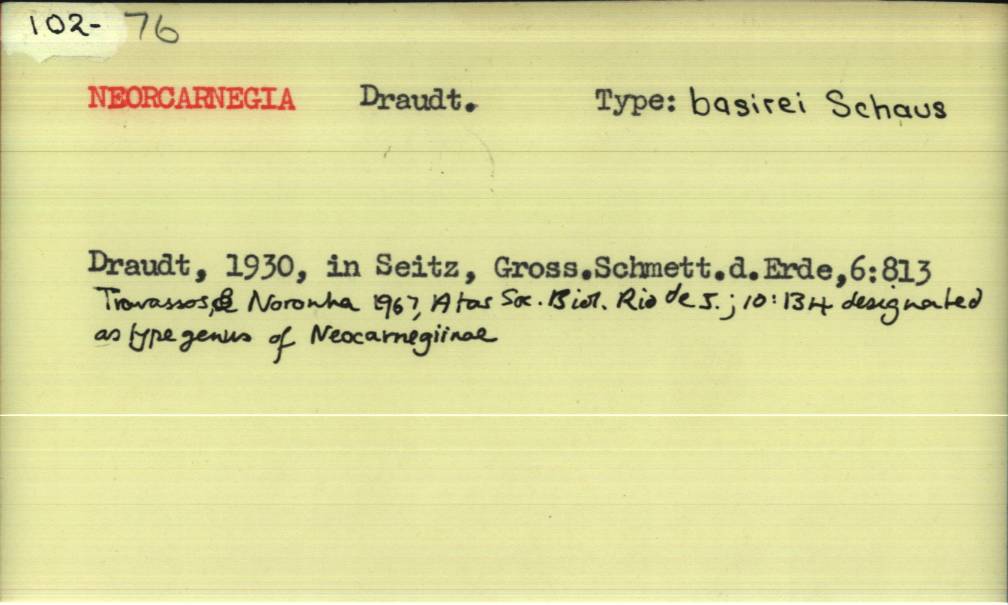 102- 76
NEORCARNEGIA Draudt. Type: basirei Schaus
Draudt, 1930, in Seitz, Gross.Schmett.d.Erde,6:813
Travassos, & Noronha 1967, Atas Soc. Biol. Rio de J.; 10:134 designated
as type genus of Neocarnegiinae